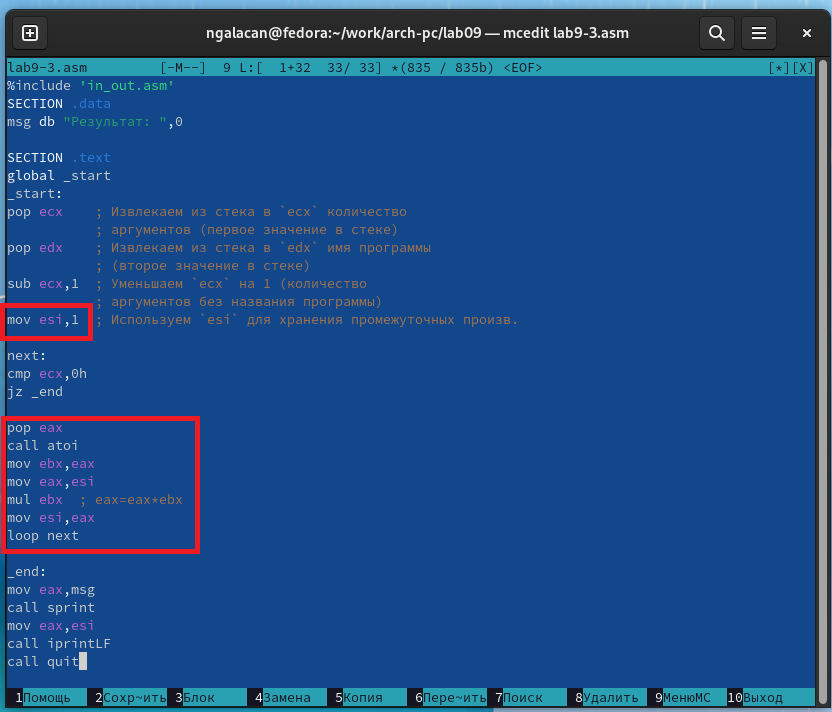 ngalacan@fedora:~/work/arch-pc/lab09 — mcedit lab9-3.asm
lab9-3.asm         [-M--]  9 L:[  1+32  33/ 33] *(835 / 835b) <EOF>                            [*][X]
%include 'in_out.asm'
SECTION .data
msg db "Результат: ",0
SECTION .text
global _start
_start:
pop ecx    ; Извлекаем из стека в `ecx` количество
           ; аргументов (первое значение в стеке)
pop edx    ; Извлекаем из стека в `edx` имя программы
           ; (второе значение в стеке)
sub ecx,1  ; Уменьшаем `ecx` на 1 (количество
           ; аргументов без названия программы)
mov esi,1  ; Используем `esi` для хранения промежуточных произв.
next:
cmp ecx,0h
jz _end
pop eax
call atoi
mov ebx,eax
mov eax,esi
mul ebx  ; eax=eax*ebx
mov esi,eax
loop next
_end:
mov eax,msg
call sprint
mov eax,esi
call iprintLF
call quit
1Помощь  2Сохр~ить 3Блок  4Замена  5Копия  6Пере~ить 7Поиск  8Удалить 9МенюМС 10Выход